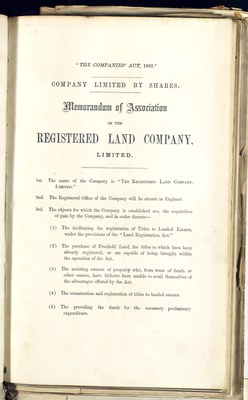 "THE COMPANIES' ACT, 1862."
COMPANY LIMITED BY SHARES.
Memorandum of Association
OF THE
REGISTERED LAND COMPANY,
LIMITED.
1st. The name of the Company is "THE REGISTERED LAND COMPANY,
LIMITED."
2nd. The Registered Office of the Company will be situate in England.
3rd. The objects for which the Company is established are, the acquisition
of gain by the Company, and in order thereto—
(1) The facilitating the registration of Titles to Landed Estates,
under the provisions of the "Land Registration Act."
(2) The purchase of Freehold Land, the titles to which have been
already registered, or are capable of being brought within
the operation of the Act.
(3) The assisting owners of property who, from want of funds or
other causes, have hitherto been unable to avail themselves of
the advantages offered by the Act.
(4) The examination and registration of titles to landed estates.
(5) The providing the funds for the necessary preliminary
expenditure.